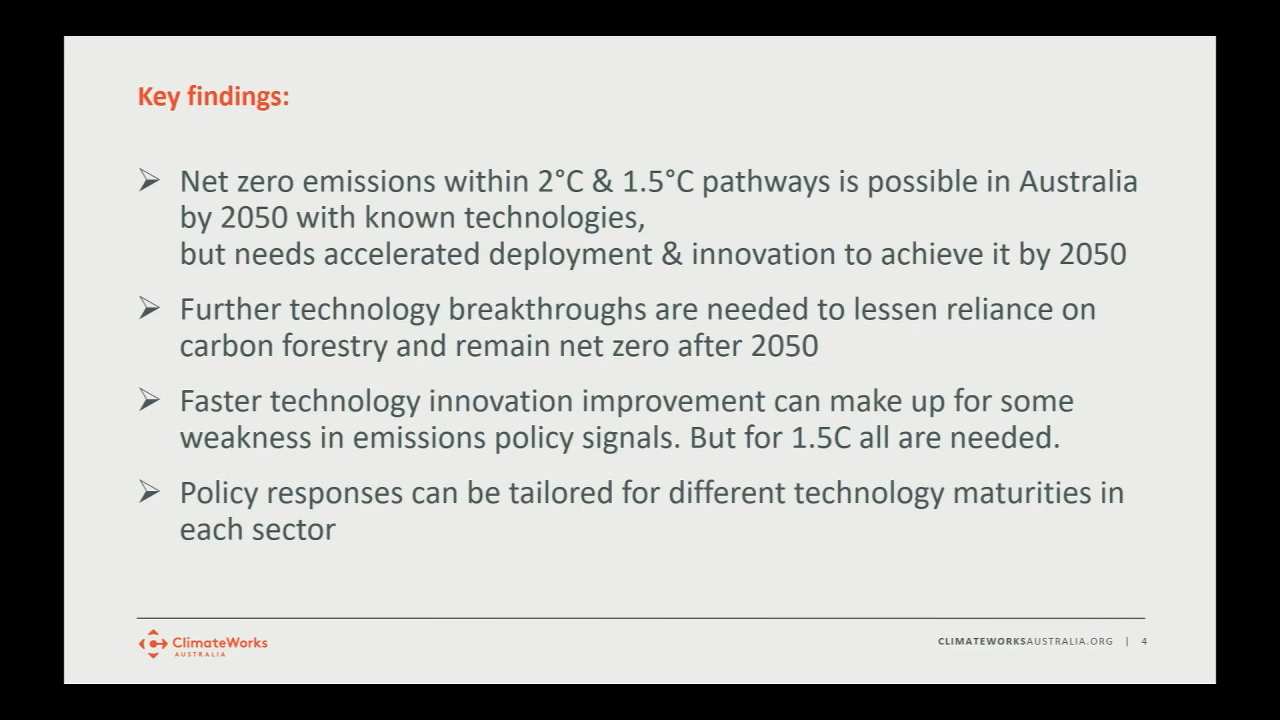 Key findings:
➢ Net zero emissions within 2°C & 1.5°C pathways is possible in Australia
by 2050 with known technologies,
but needs accelerated deployment & innovation to achieve it by 2050
➢ Further technology breakthroughs are needed to lessen reliance on
carbon forestry and remain net zero after 2050
➢ Faster technology innovation improvement can make up for some
weakness in emissions policy signals. But for 1.5C all are needed.
➢ Policy responses can be tailored for different technology maturities in
each sector
ClimateWorks
AUSTRALIA
CLIMATEWORKSAUSTRALIA.ORG | 4